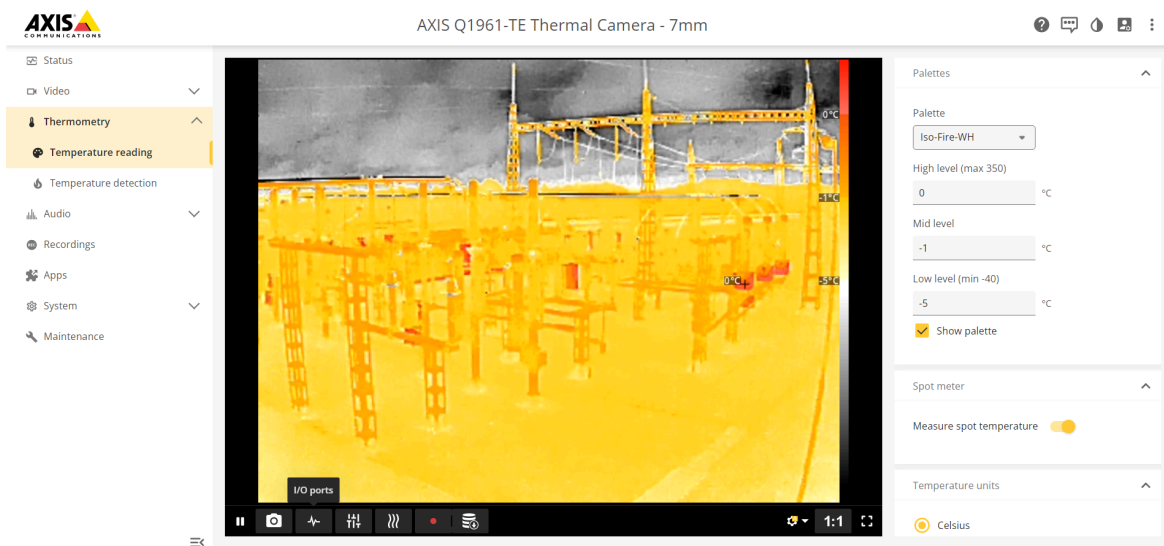 AXIS
COMMUNICATIONS
AXIS Q1961-TE Thermal Camera - 7mm
Status
Video
Thermometry
Temperature reading
Temperature detection
Audio
Recordings
Apps
System
Maintenance
0°C
-1°C
0°C
-5°C
I/O ports
1:1
Palettes
Palette
Iso-Fire-WH
High level (max 350)
0 °C
Mid level
-1 °C
Low level (min -40)
-5 °C
Show palette
Spot meter
Measure spot temperature
Temperature units
Celsius